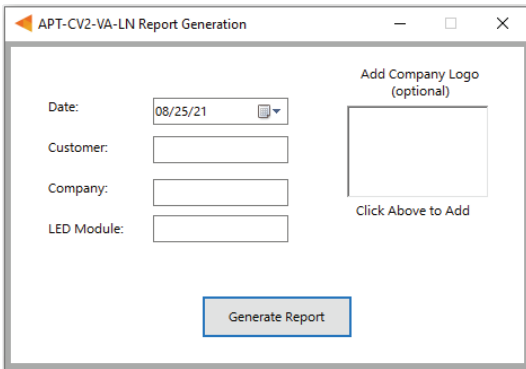 APT-CV2-VA-LN Report Generation
Add Company Logo
(optional)
Date:
08/25/21
Customer:
Company:
Click Above to Add
LED Module:
Generate Report